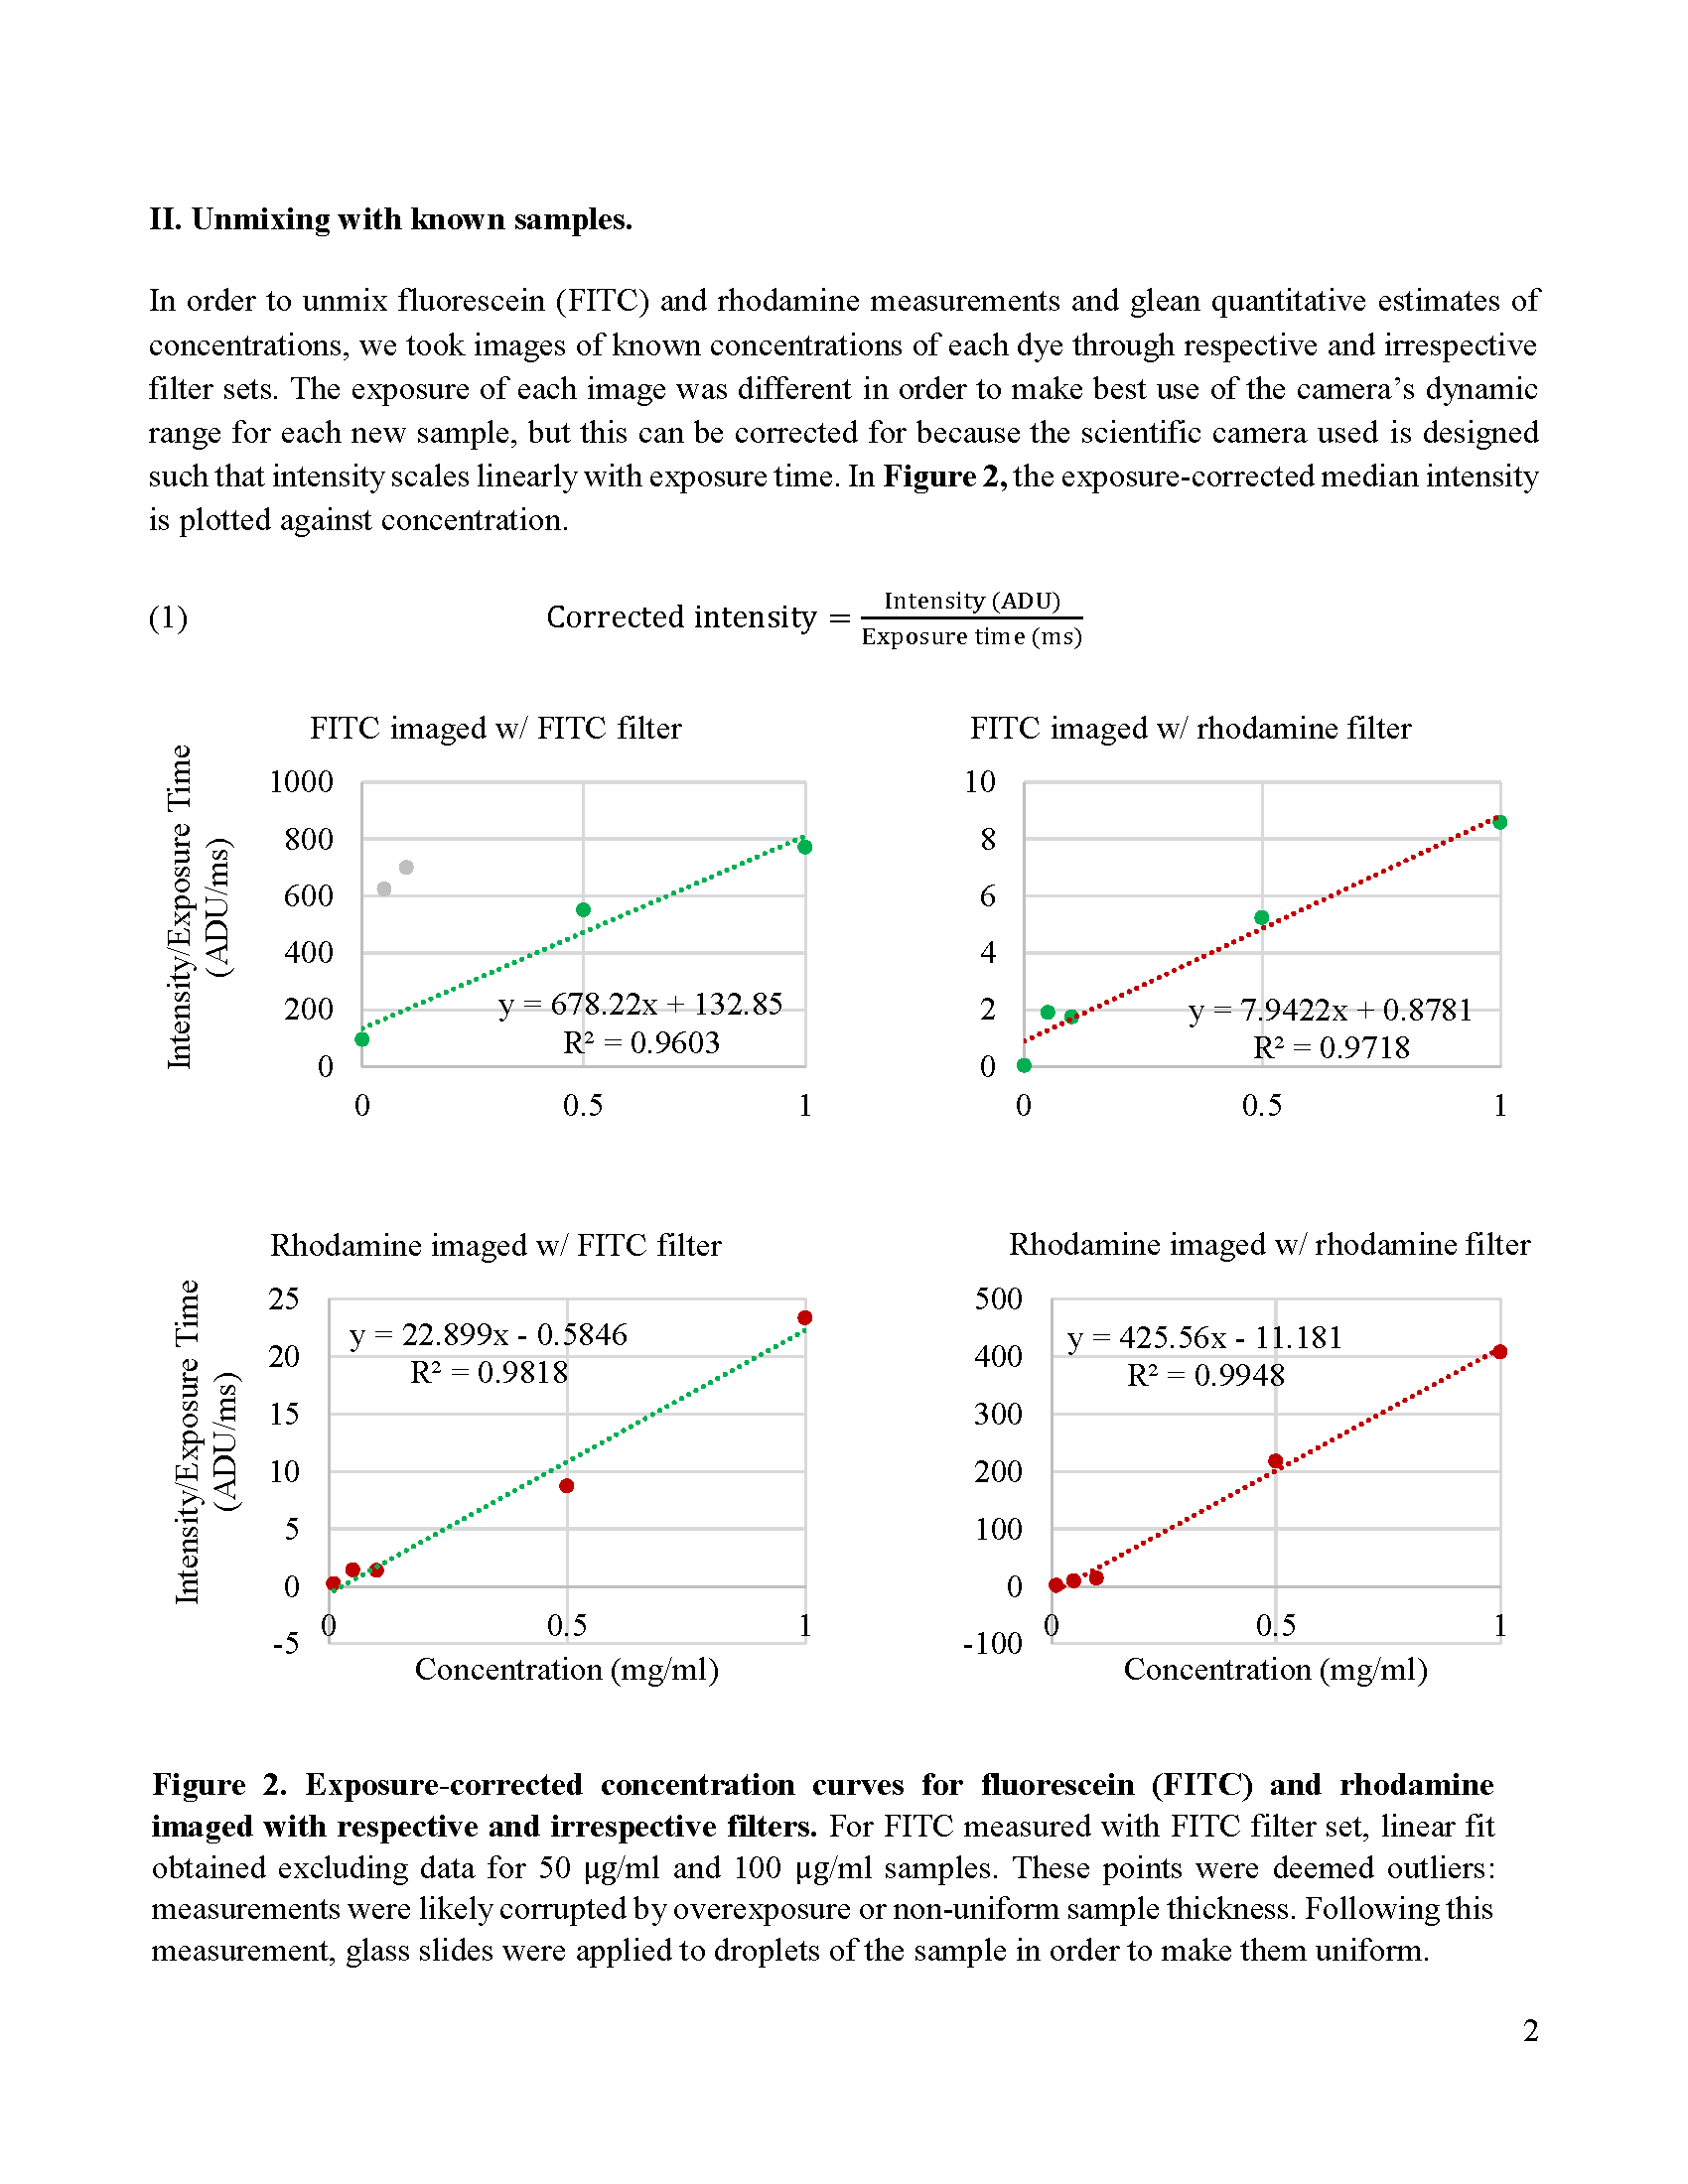 II. Unmixing with known samples.
In order to unmix fluorescein (FITC) and rhodamine measurements and glean quantitative estimates of
concentrations, we took images of known concentrations of each dye through respective and irrespective
filter sets. The exposure of each image was different in order to make best use of the camera’s dynamic
range for each new sample, but this can be corrected for because the scientific camera used is designed
such that intensity scales linearly with exposure time. In Figure 2, the exposure-corrected median intensity
is plotted against concentration.
(1) Corrected intensity = Intensity (ADU) / Exposure time (ms)
FITC imaged w/ FITC filter
Intensity/Exposure Time
(ADU/ms)
1000
800
600
400
200
0
y = 678.22x + 132.85
R² = 0.9603
0 0.5 1
FITC imaged w/ rhodamine filter
10
8
6
4
2
0
y = 7.9422x + 0.8781
R² = 0.9718
0 0.5 1
Rhodamine imaged w/ FITC filter
Intensity/Exposure Time
(ADU/ms)
25
20
15
10
5
0
-5
y = 22.899x - 0.5846
R² = 0.9818
0 0.5 1
Concentration (mg/ml)
Rhodamine imaged w/ rhodamine filter
500
400
300
200
100
0
-100
y = 425.56x - 11.181
R² = 0.9948
0 0.5 1
Concentration (mg/ml)
Figure 2. Exposure-corrected concentration curves for fluorescein (FITC) and rhodamine
imaged with respective and irrespective filters. For FITC measured with FITC filter set, linear fit
obtained excluding data for 50 µg/ml and 100 µg/ml samples. These points were deemed outliers:
measurements were likely corrupted by overexposure or non-uniform sample thickness. Following this
measurement, glass slides were applied to droplets of the sample in order to make them uniform.
2